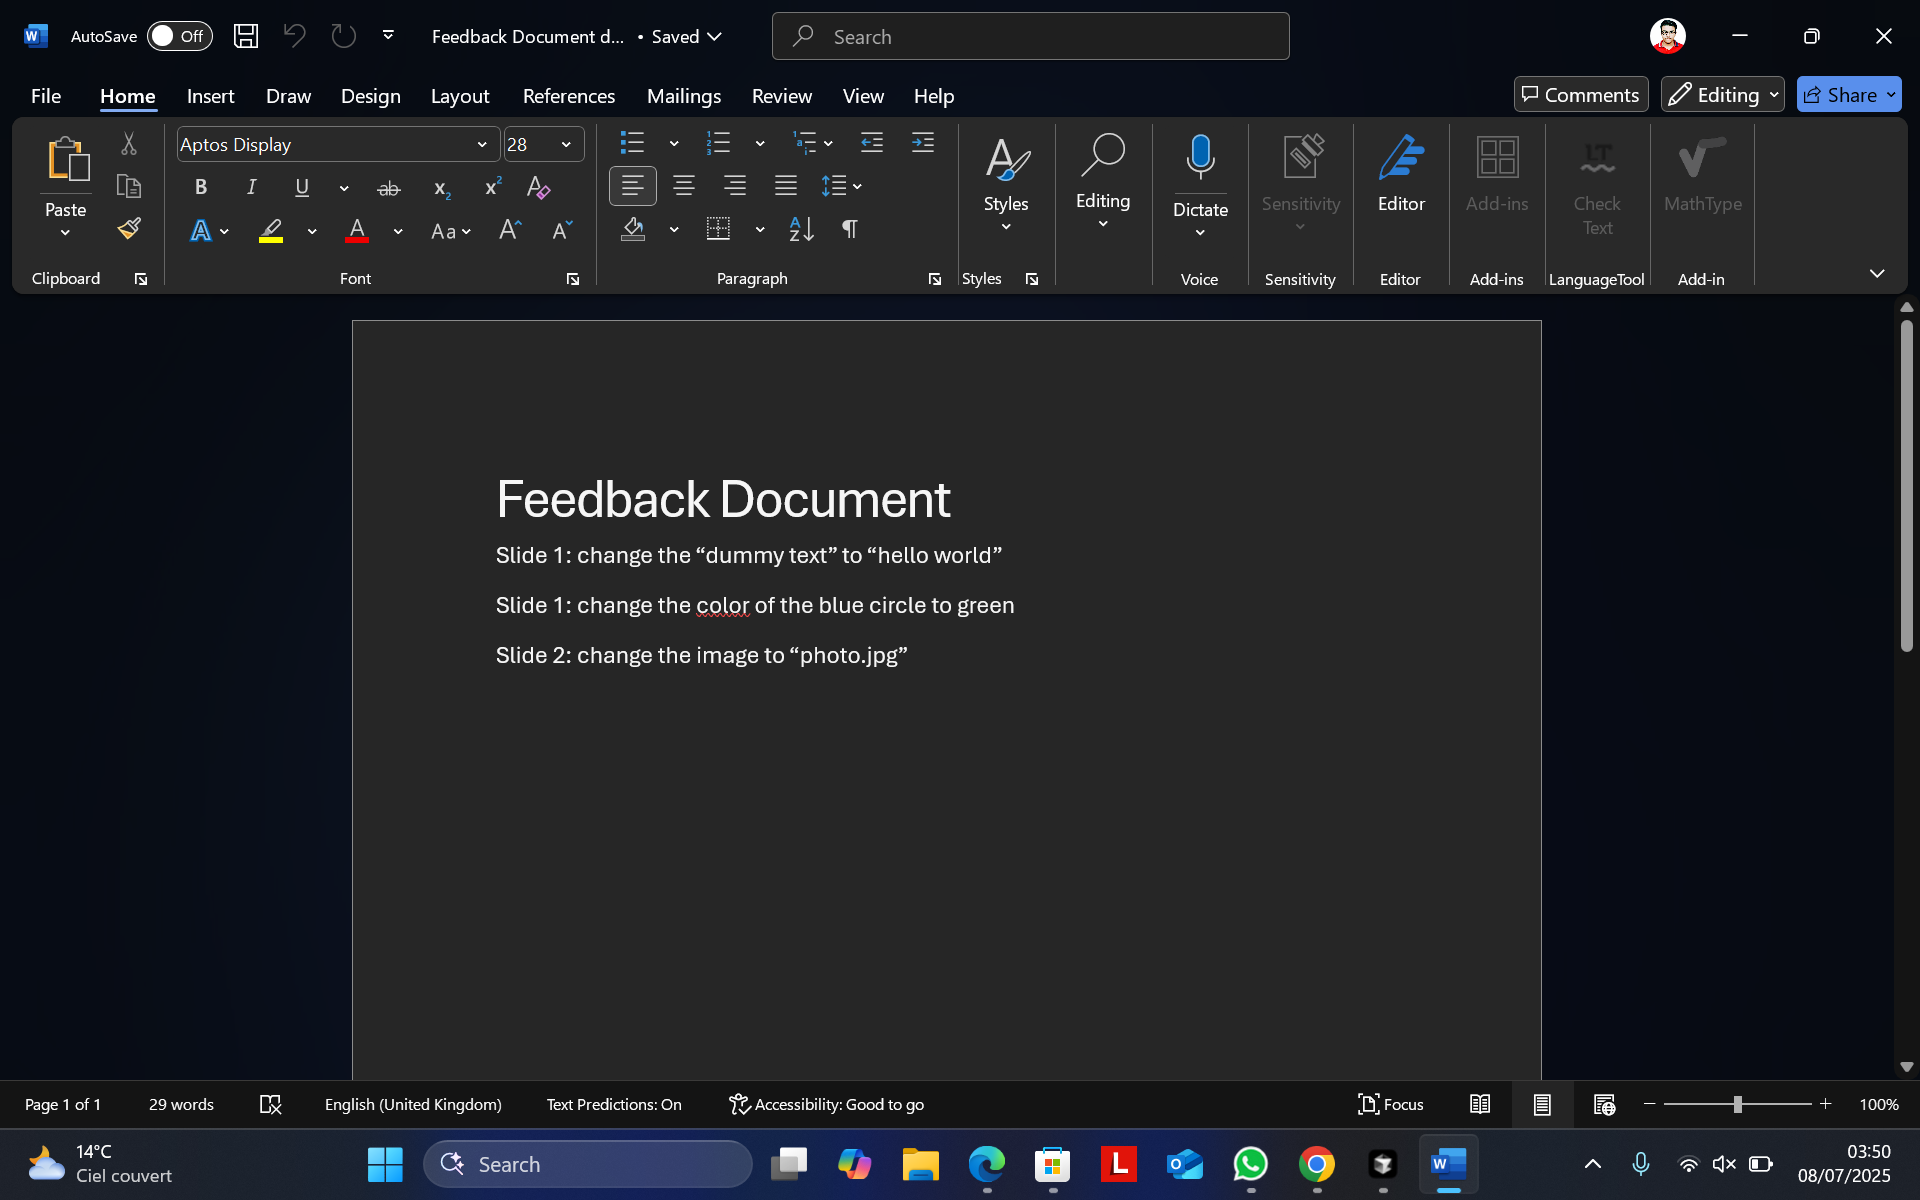 AutoSave Off Feedback Document d... • Saved Search
File Home Insert Draw Design Layout References Mailings Review View Help Comments Editing Share
Aptos Display 28
Paste Styles Editing Dictate Sensitivity Editor Add-ins Check Text MathType
Clipboard Font Paragraph Styles Voice Sensitivity Editor Add-ins LanguageTool Add-in
Feedback Document
Slide 1: change the “dummy text” to “hello world”
Slide 1: change the color of the blue circle to green
Slide 2: change the image to “photo.jpg”
Page 1 of 1 29 words English (United Kingdom) Text Predictions: On Accessibility: Good to go Focus 100%
14°C
Ciel couvert
Search
03:50
08/07/2025